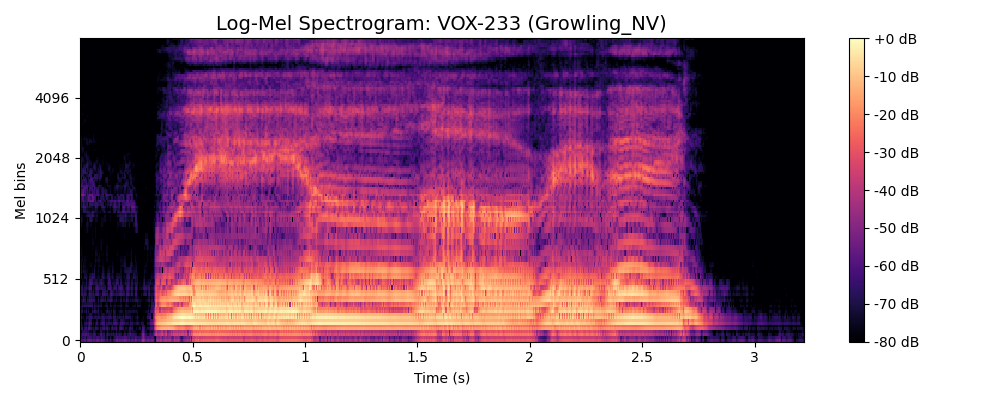 Log-Mel Spectrogram: VOX-233 (Growling_NV)
Mel bins
4096
2048
1024
512
0
0 0.5 1 1.5 2 2.5 3
Time (s)
+0 dB
-10 dB
-20 dB
-30 dB
-40 dB
-50 dB
-60 dB
-70 dB
-80 dB